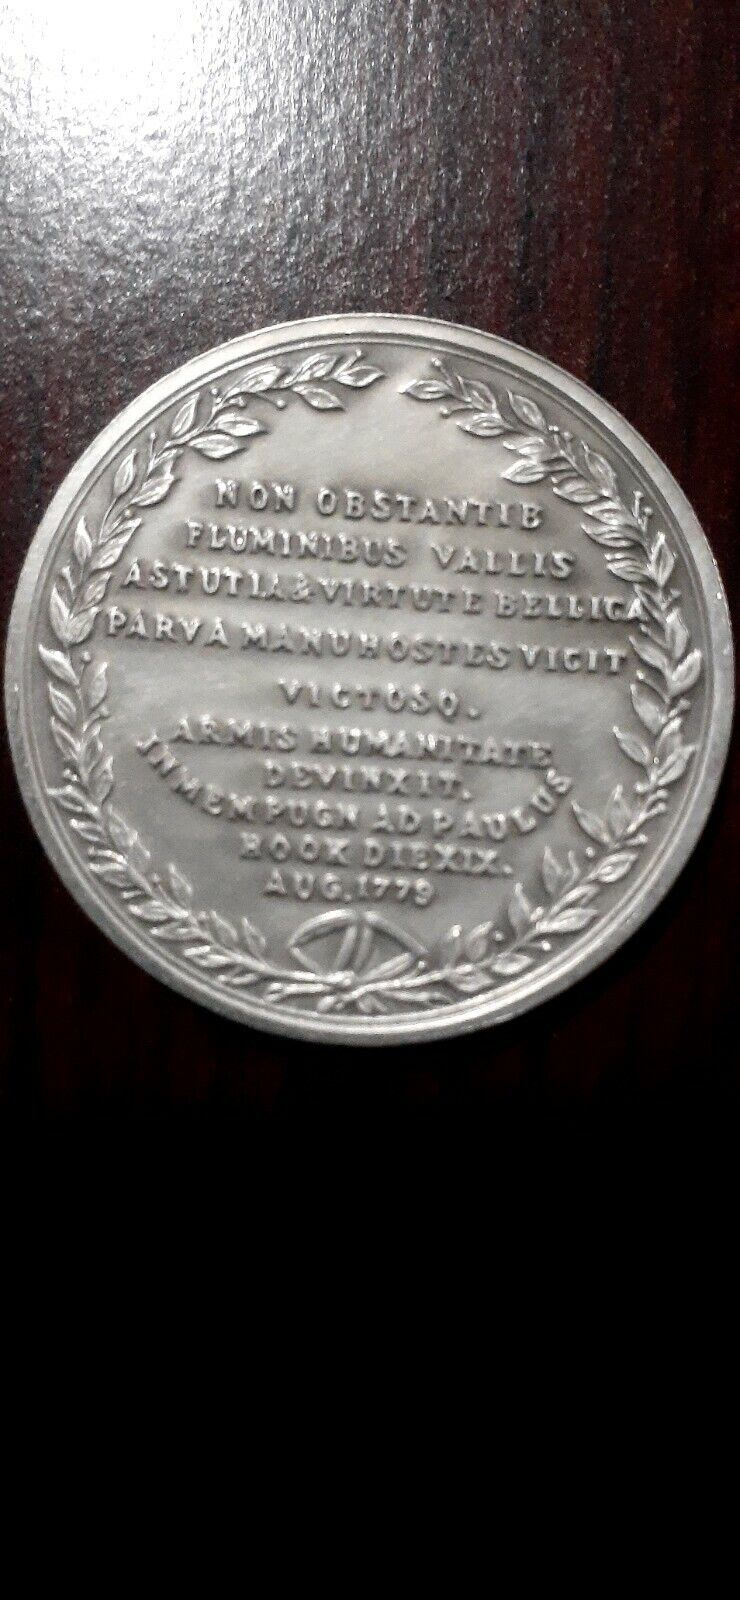 NON OBSTANTIB
FLUMINIBUS VALLIS
ASTUTIA & VIRTUTE BELLICA
PARVA MANU HOSTES VICIT
VICTOSQ.
ARMIS HUMANITATE
DEVINXIT.
IN MEM PUGN AD PAULUS
HOOK DIE XIX.
AUG. 1779